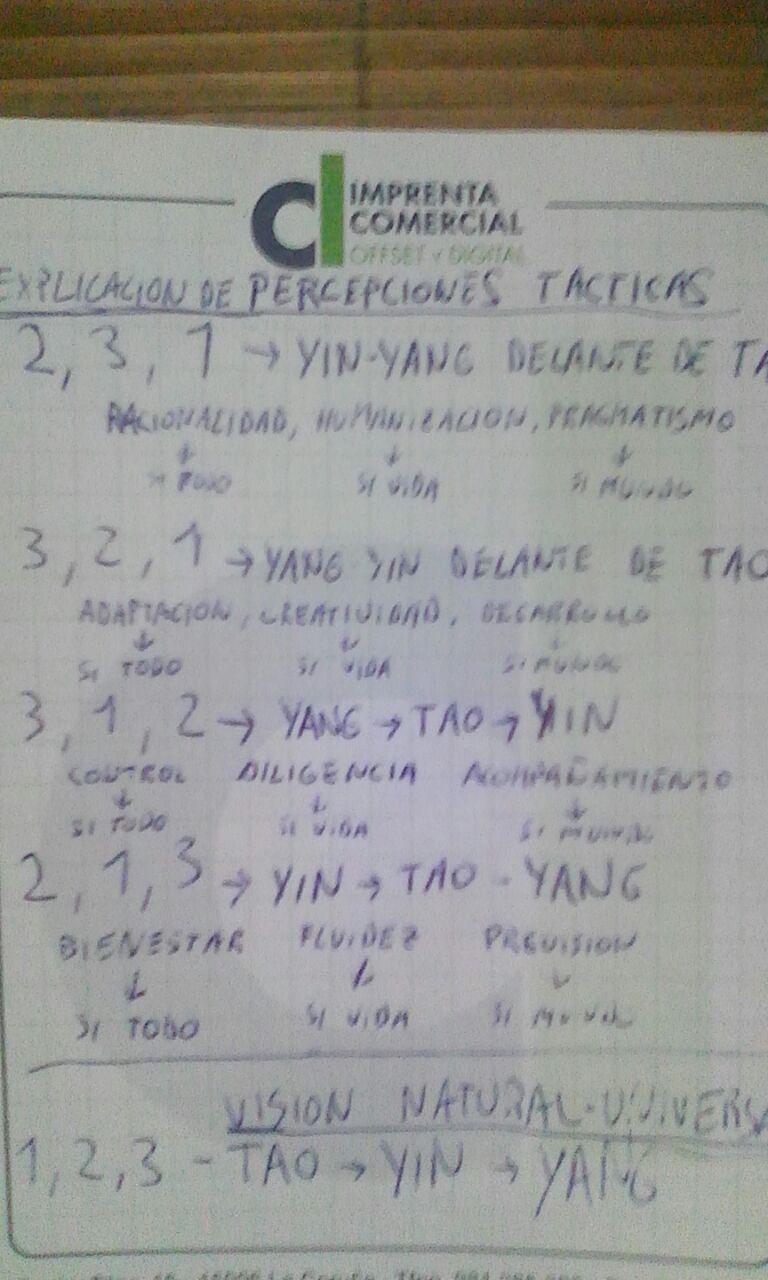 IMPRENTA
COMERCIAL
OFFSET Y DIGITAL
EXPLICACION DE PERCEPCIONES TACTICAS
2, 3, 1 → YIN-YANG DELANTE DE TA
RACIONALIDAD, HUMANIZACION, PRAGMATISMO
↓ ↓ ↓
SI TODO SI VIDA SI MUNDO
3, 2, 1 → YANG-YIN DELANTE DE TAO
ADAPTACION, CREATIVIDAD, DESARROLLO
↓ ↓ ↓
SI TODO SI VIDA SI MUNDO
3, 1, 2 → YANG → TAO → YIN
CONTROL DILIGENCIA ACOMPAÑAMIENTO
↓ ↓ ↓
SI TODO SI VIDA SI MUNDO
2, 1, 3 → YIN → TAO - YANG
BIENESTAR FLUIDEZ PREVISION
↓ ↓ ↓
SI TODO SI VIDA SI MUNDO
VISION NATURAL-UNIVERS
1, 2, 3 - TAO → YIN → YANG